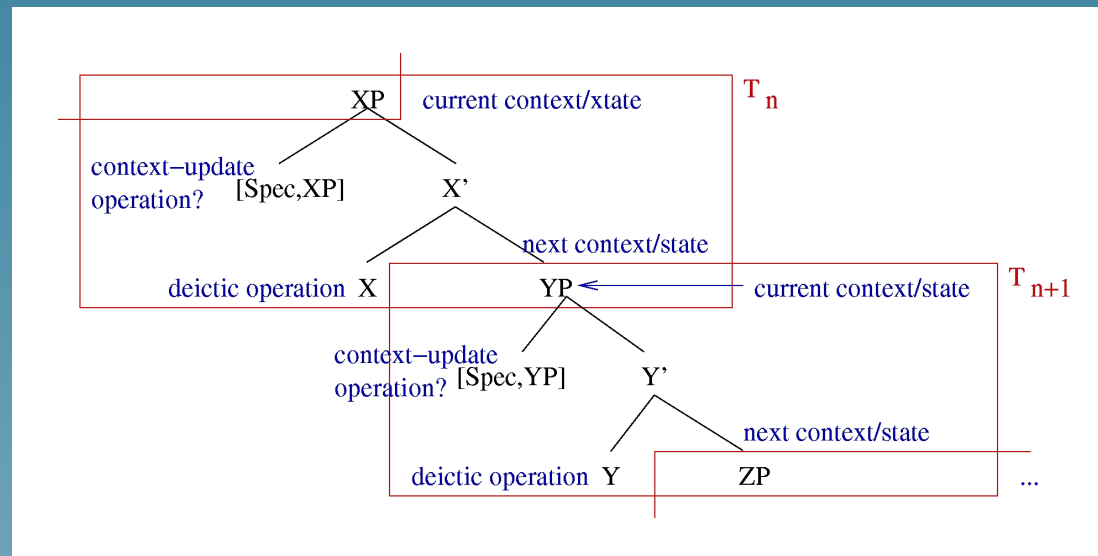 T n
XP current context/xtate
context-update
operation? [Spec,XP] X’
next context/state
deictic operation X YP current context/state T n+1
context-update
operation? [Spec,YP] Y’
next context/state
deictic operation Y ZP ...